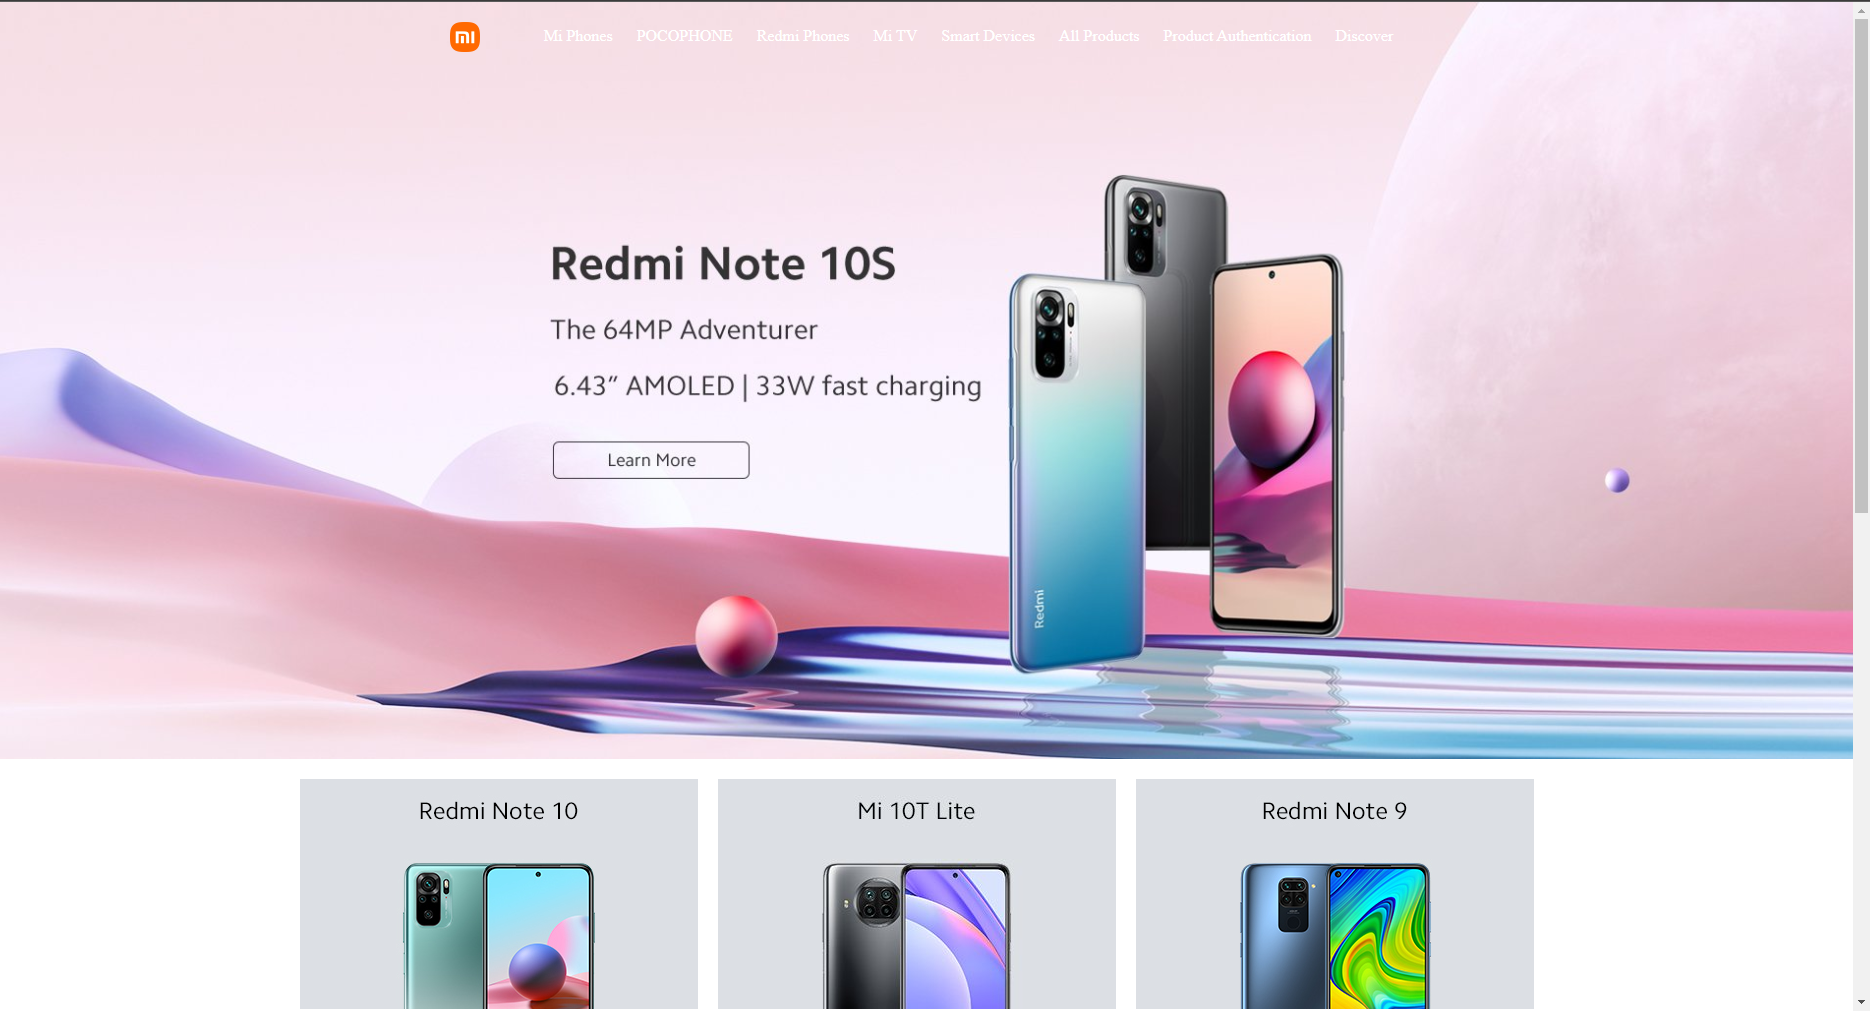 mi
Mi Phones POCOPHONE Redmi Phones Mi TV Smart Devices All Products Product Authentication Discover
Redmi Note 10S
The 64MP Adventurer
6.43” AMOLED | 33W fast charging
Learn More
Redmi
Redmi Note 10 Mi 10T Lite Redmi Note 9